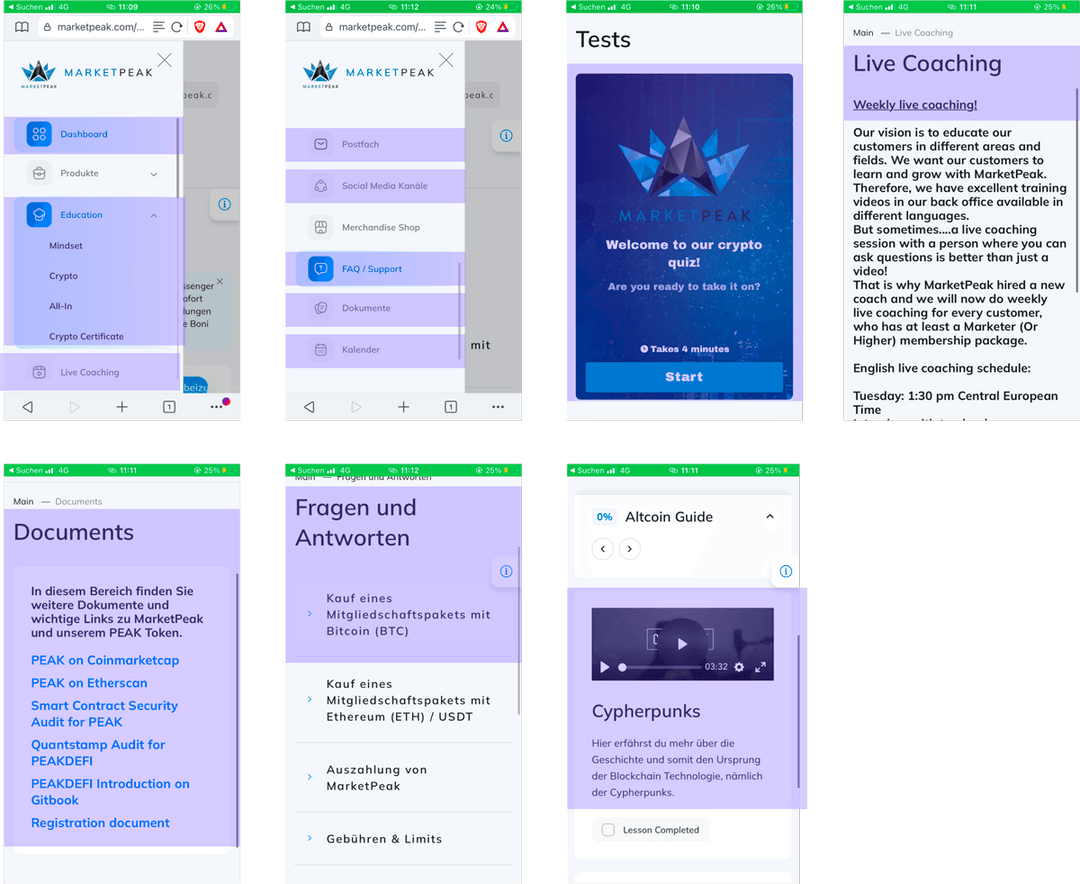 Suchen 4G 11:09 26%
marketpeak.com/...
MARKETPEAK
MARKETPEAK
peak.c
Dashboard
Produkte
Education
Mindset
Crypto
All-In
Crypto Certificate
Live Coaching
ssenger
ofort
lungen
e Boni
beizu
1
Suchen 4G 11:12 24%
marketpeak.com/...
MARKETPEAK
MARKETPEAK
peak.c
Postfach
Social Media Kanäle
Merchandise Shop
FAQ / Support
Dokumente
Kalender
mit
1
Suchen 4G 11:10 26%
Tests
MARKETPEAK
Welcome to our crypto
quiz!
Are you ready to take it on?
Takes 4 minutes
Start
Suchen 4G 11:11 25%
Main — Live Coaching
Live Coaching
Weekly live coaching!
Our vision is to educate our
customers in different areas and
fields. We want our customers to
learn and grow with MarketPeak.
Therefore, we have excellent training
videos in our back office available in
different languages.
But sometimes....a live coaching
session with a person where you can
ask questions is better than just a
video!
That is why MarketPeak hired a new
coach and we will now do weekly
live coaching for every customer,
who has at least a Marketer (Or
Higher) membership package.
English live coaching schedule:
Tuesday: 1:30 pm Central European
Time
Suchen 4G 11:11 25%
Main — Documents
Documents
In diesem Bereich finden Sie
weitere Dokumente und
wichtige Links zu MarketPeak
und unserem PEAK Token.
PEAK on Coinmarketcap
PEAK on Etherscan
Smart Contract Security
Audit for PEAK
Quantstamp Audit for
PEAKDEFI
PEAKDEFI Introduction on
Gitbook
Registration document
Suchen 4G 11:12 25%
Main — Fragen und Antworten
Fragen und
Antworten
Kauf eines
Mitgliedschaftspakets mit
Bitcoin (BTC)
Kauf eines
Mitgliedschaftspakets mit
Ethereum (ETH) / USDT
Auszahlung von
MarketPeak
Gebühren & Limits
Suchen 4G 11:11 25%
0% Altcoin Guide
03:32
Cypherpunks
Hier erfährst du mehr über die
Geschichte und somit den Ursprung
der Blockchain Technologie, nämlich
der Cypherpunks.
Lesson Completed